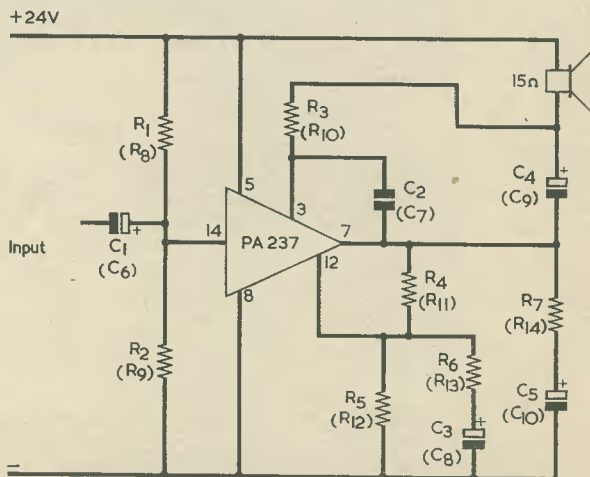 +24V
15Ω
R1
(R8)
R3
(R10)
5
3
C2
(C7)
C4
(C9)
14
PA 237
7
12
Input
C1
(C6)
+
R4
(R11)
R7
(R14)
8
R2
(R9)
R5
(R12)
R6
(R13)
C3
(C8)
+
C5
(C10)
+
+
−